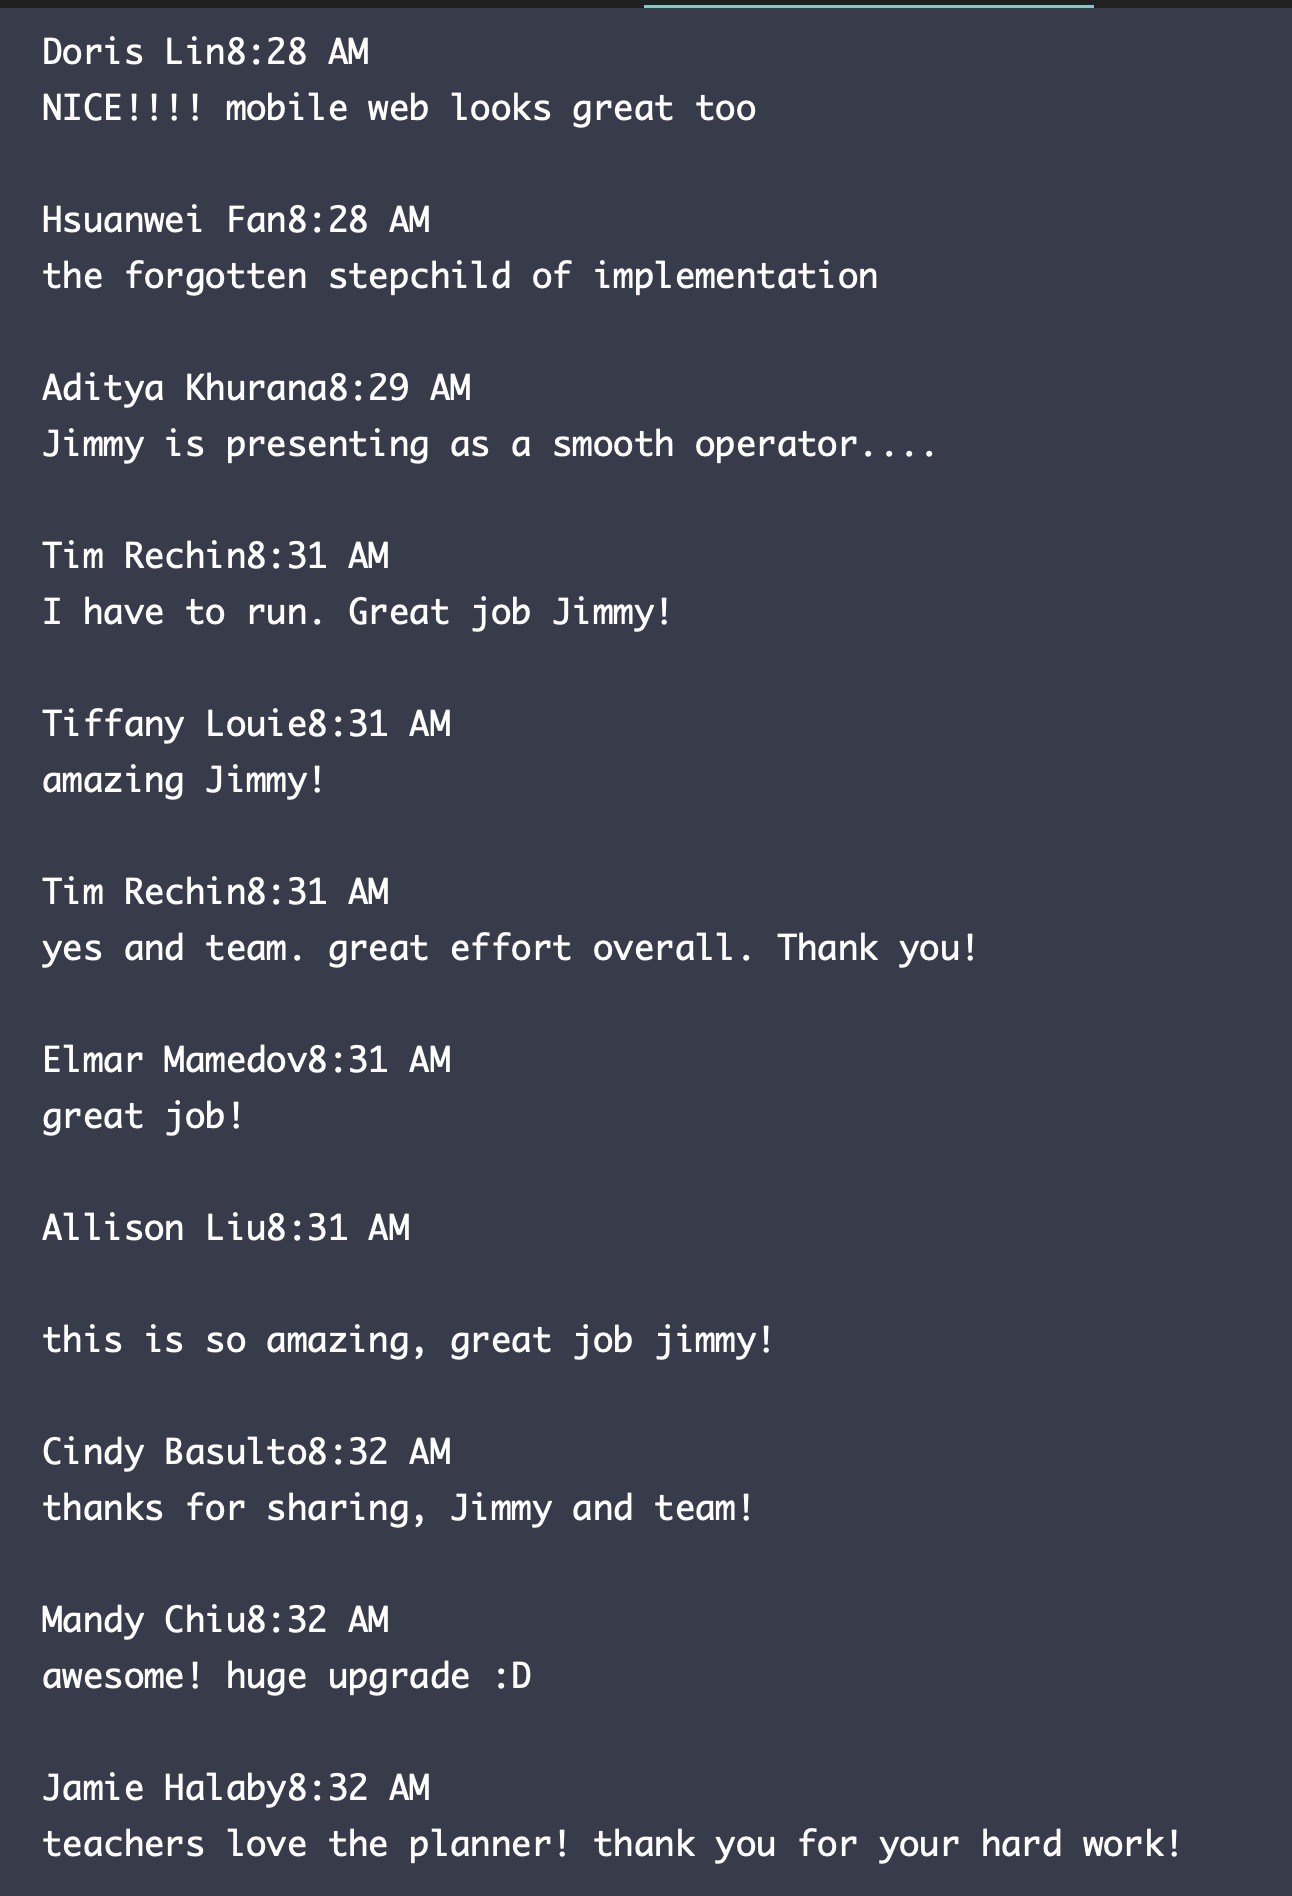 Doris Lin8:28 AM
NICE!!!! mobile web looks great too
Hsuanwei Fan8:28 AM
the forgotten stepchild of implementation
Aditya Khurana8:29 AM
Jimmy is presenting as a smooth operator....
Tim Rechin8:31 AM
I have to run. Great job Jimmy!
Tiffany Louie8:31 AM
amazing Jimmy!
Tim Rechin8:31 AM
yes and team. great effort overall. Thank you!
Elmar Mamedov8:31 AM
great job!
Allison Liu8:31 AM
this is so amazing, great job jimmy!
Cindy Basulto8:32 AM
thanks for sharing, Jimmy and team!
Mandy Chiu8:32 AM
awesome! huge upgrade :D
Jamie Halaby8:32 AM
teachers love the planner! thank you for your hard work!